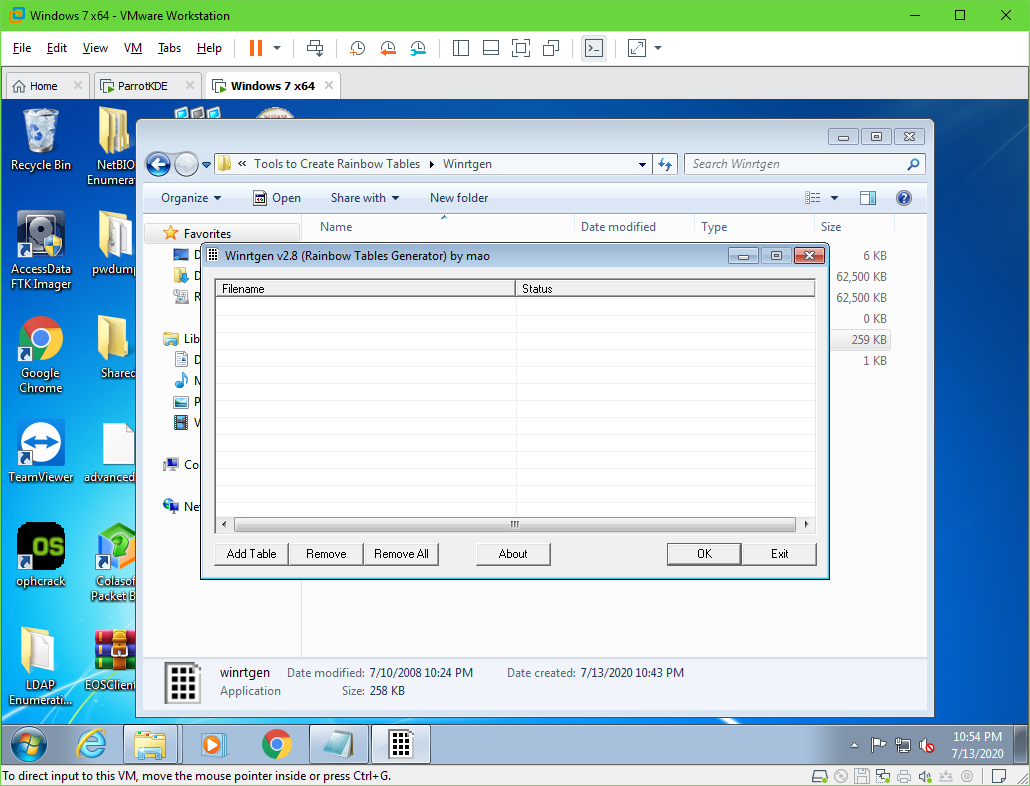 Windows 7 x64 - VMware Workstation
File Edit View VM Tabs Help
Home ParrotKDE Windows 7 x64
Recycle Bin
NetBIO
Enumerat
AccessData
FTK Imager
pwdump
Google
Chrome
Shared
TeamViewer
advanced
OS
ophcrack
Colasof
Packet B
LDAP
Enumerati...
EOSClient
« Tools to Create Rainbow Tables Winrtgen
Search Winrtgen
Organize Open Share with New folder
Name Date modified Type Size
Favorites
D
D
R
Lib
D
M
P
V
Co
Ne
6 KB
62,500 KB
62,500 KB
0 KB
259 KB
1 KB
Winrtgen v2.8 (Rainbow Tables Generator) by mao
Filename Status
Add Table Remove Remove All About OK Exit
winrtgen Date modified: 7/10/2008 10:24 PM Date created: 7/13/2020 10:43 PM
Application Size: 258 KB
10:54 PM
7/13/2020
To direct input to this VM, move the mouse pointer inside or press Ctrl+G.